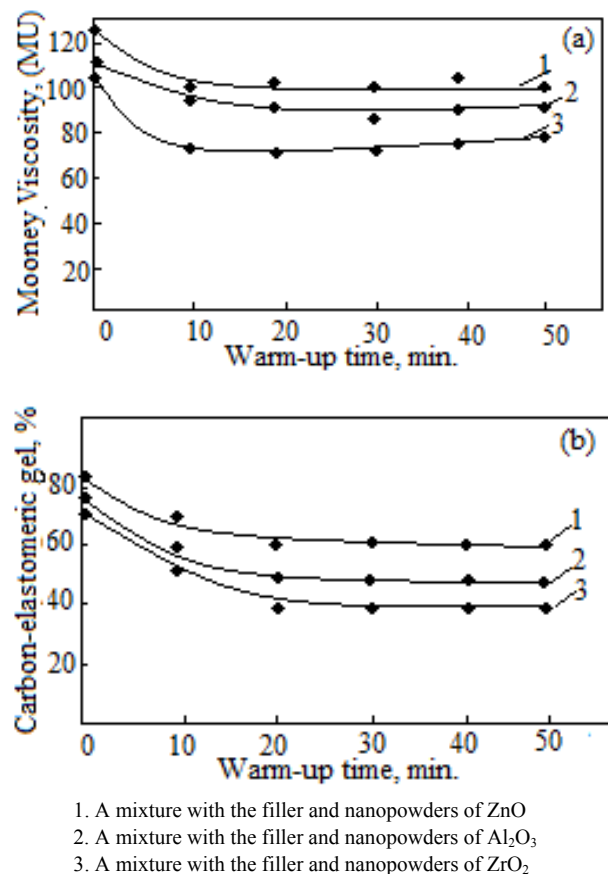 (a)
Mooney Viscosity, (MU)
120
100
80
60
40
20
1
2
3
0 10 20 30 40 50
Warm-up time, min.
(b)
Carbon-elastomeric gel, %
80
60
40
20
1
2
3
0 10 20 30 40 50
Warm-up time, min.
1. A mixture with the filler and nanopowders of ZnO
2. A mixture with the filler and nanopowders of Al₂O₃
3. A mixture with the filler and nanopowders of ZrO₂